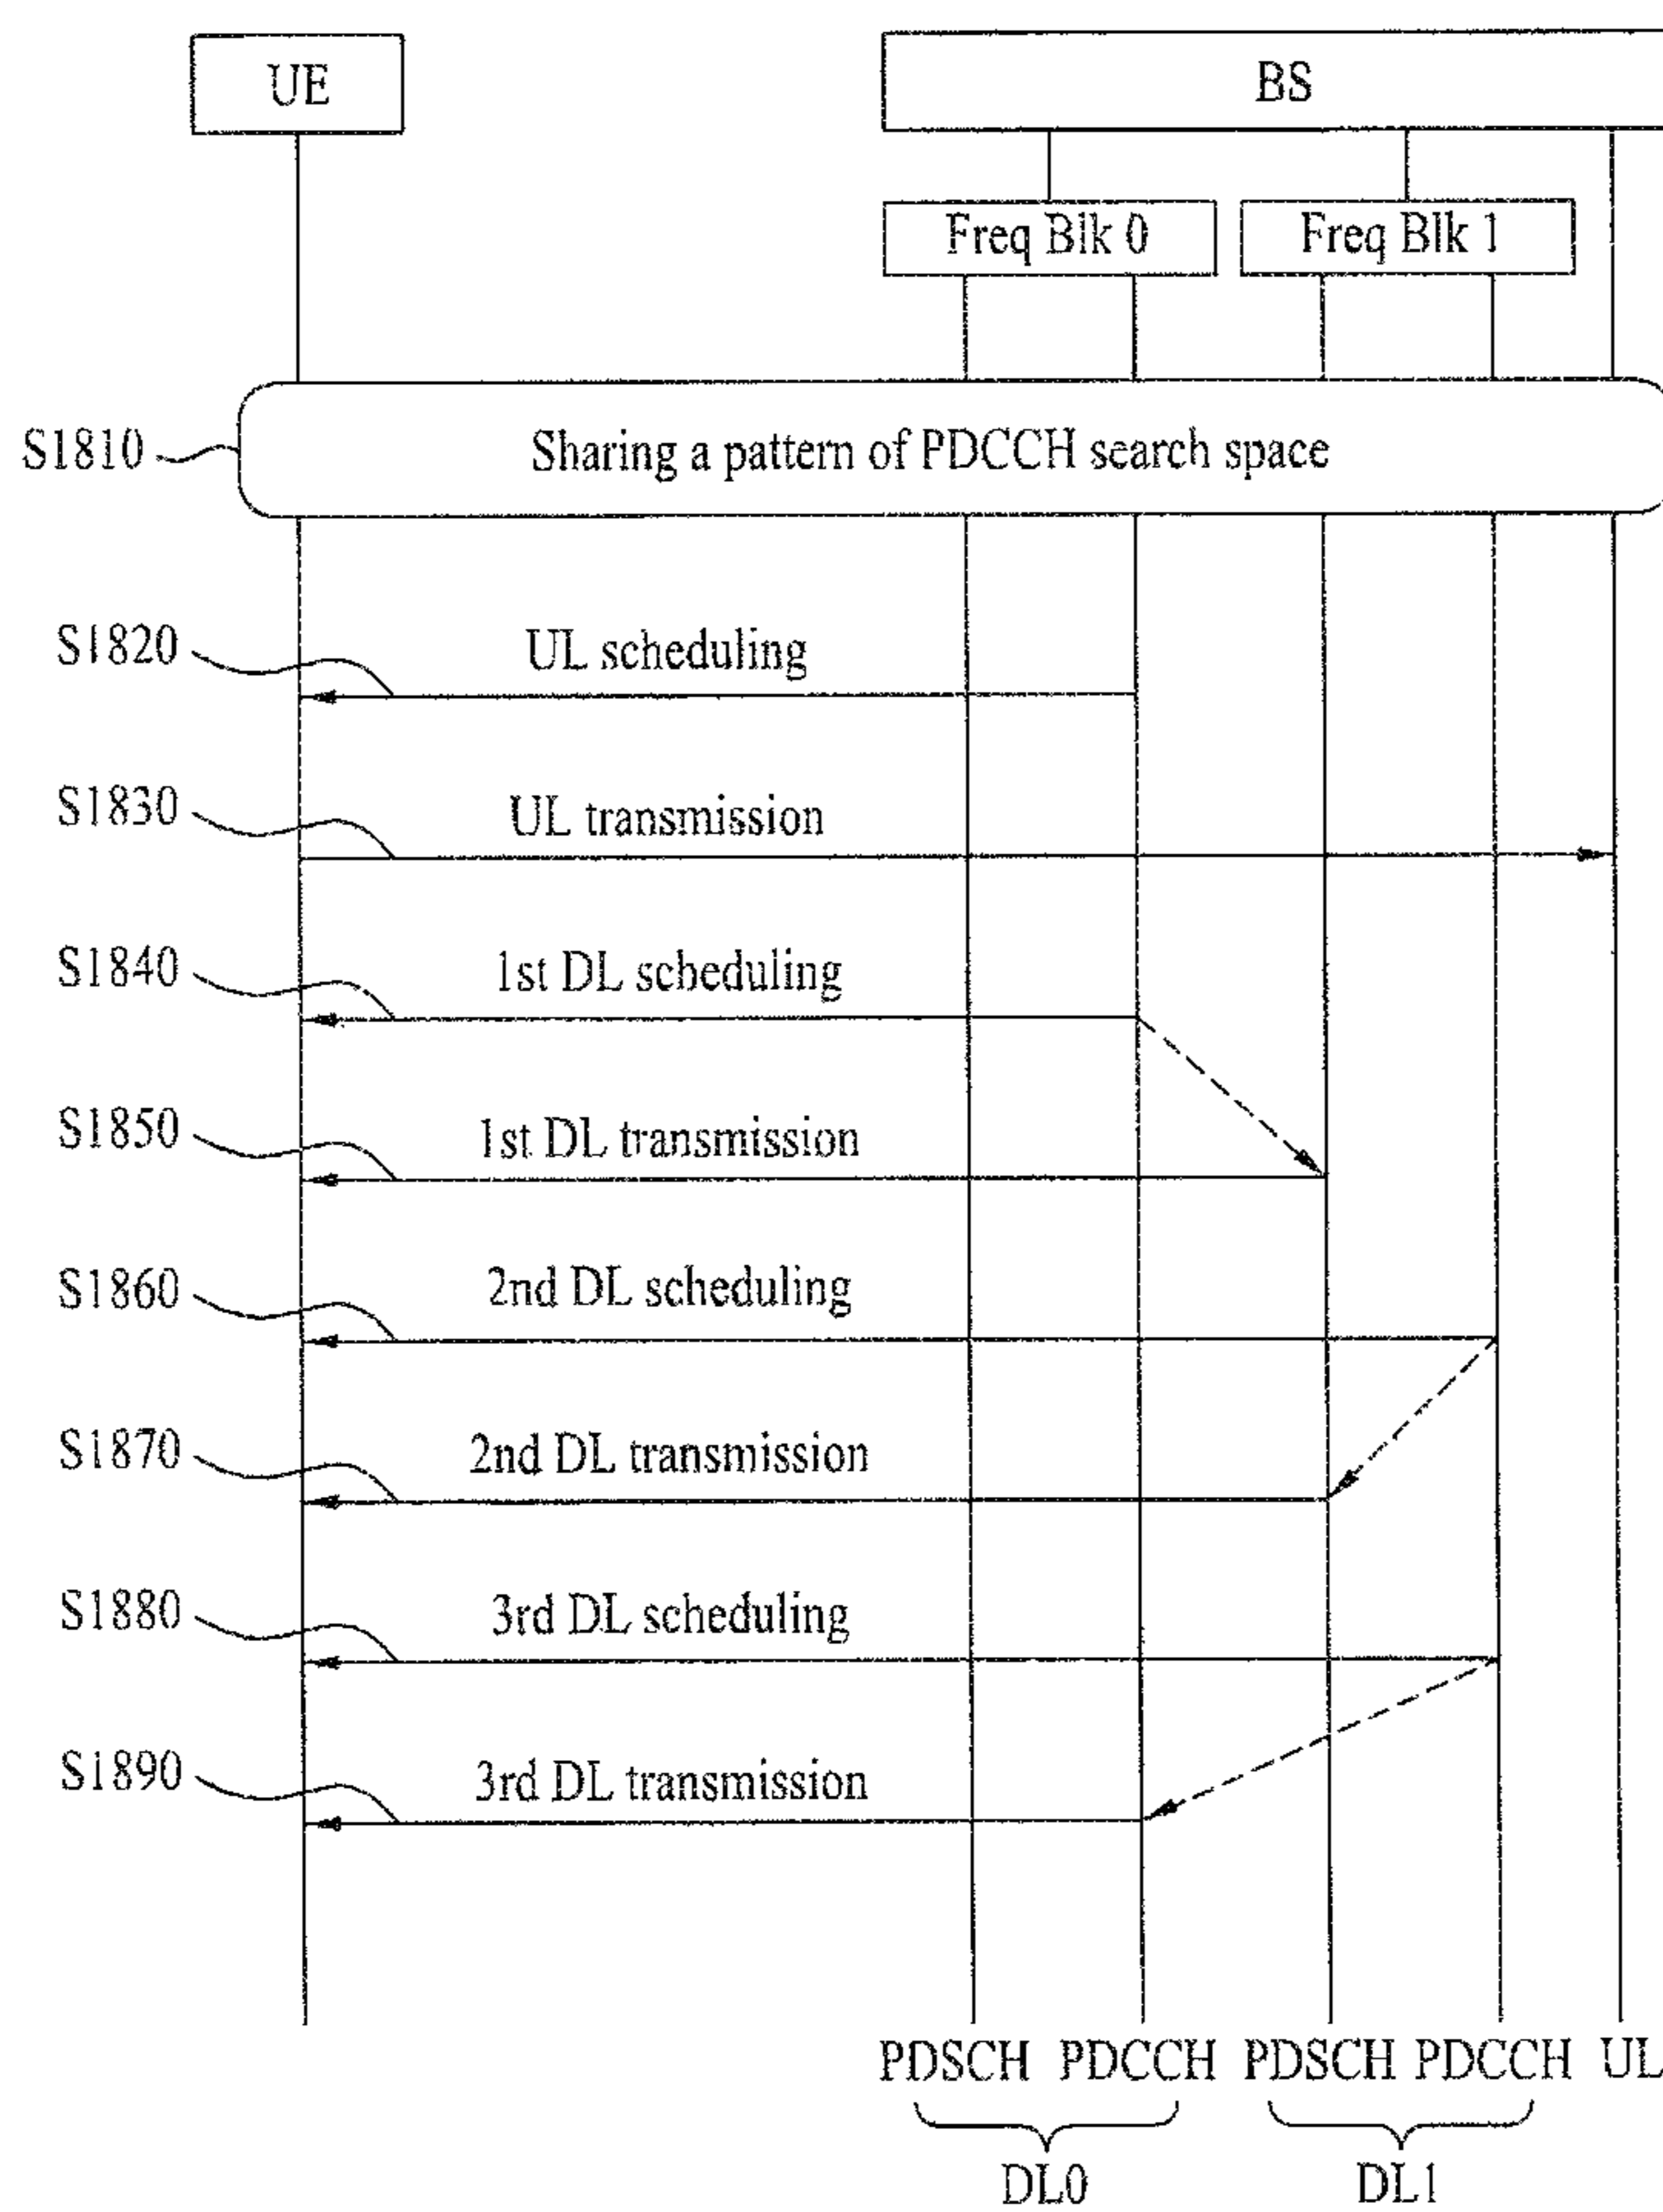 UE
BS
Freq Blk 0
Freq Blk 1
S1810
Sharing a pattern of PDCCH search space
S1820
UL scheduling
S1830
UL transmission
S1840
1st DL scheduling
S1850
1st DL transmission
S1860
2nd DL scheduling
S1870
2nd DL transmission
S1880
3rd DL scheduling
S1890
3rd DL transmission
PDSCH PDCCH PDSCH PDCCH UL
DL0 DL1